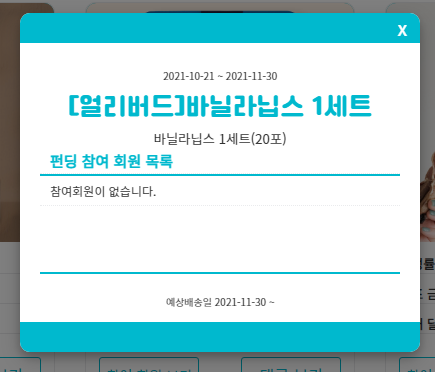 X
2021-10-21 ~ 2021-11-30
[얼리버드]바닐라닙스 1세트
바닐라닙스 1세트(20포)
펀딩 참여 회원 목록
참여회원이 없습니다.
예상배송일 2021-11-30 ~